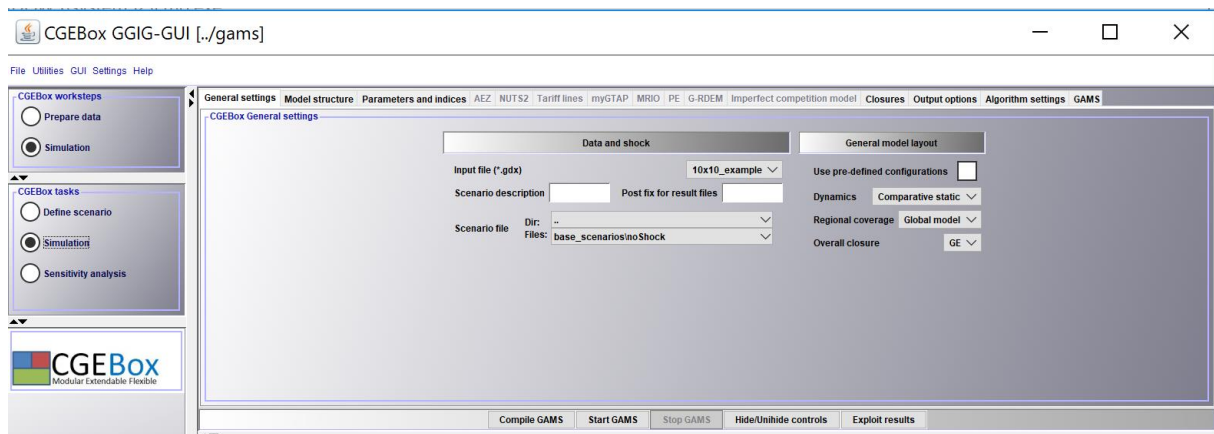 CGEBox GGIG-GUI [../gams]
File Utilities GUI Settings Help
CGEBox worksteps
Prepare data
Simulation
CGEBox tasks
Define scenario
Simulation
Sensitivity analysis
CGEBox
Modular Extendable Flexible
General settings Model structure Parameters and indices AEZ NUTS2 Tariff lines myGTAP MRIO PE G-RDEM Imperfect competition model Closures Output options Algorithm settings GAMS
CGEBox General settings
Data and shock
Input file (*.gdx) 10x10_example
Scenario description Post fix for result files
Scenario file Dir: ..
Files: base_scenarios\noShock
General model layout
Use pre-defined configurations
Dynamics Comparative static
Regional coverage Global model
Overall closure GE
Compile GAMS Start GAMS Stop GAMS Hide/Unihide controls Exploit results